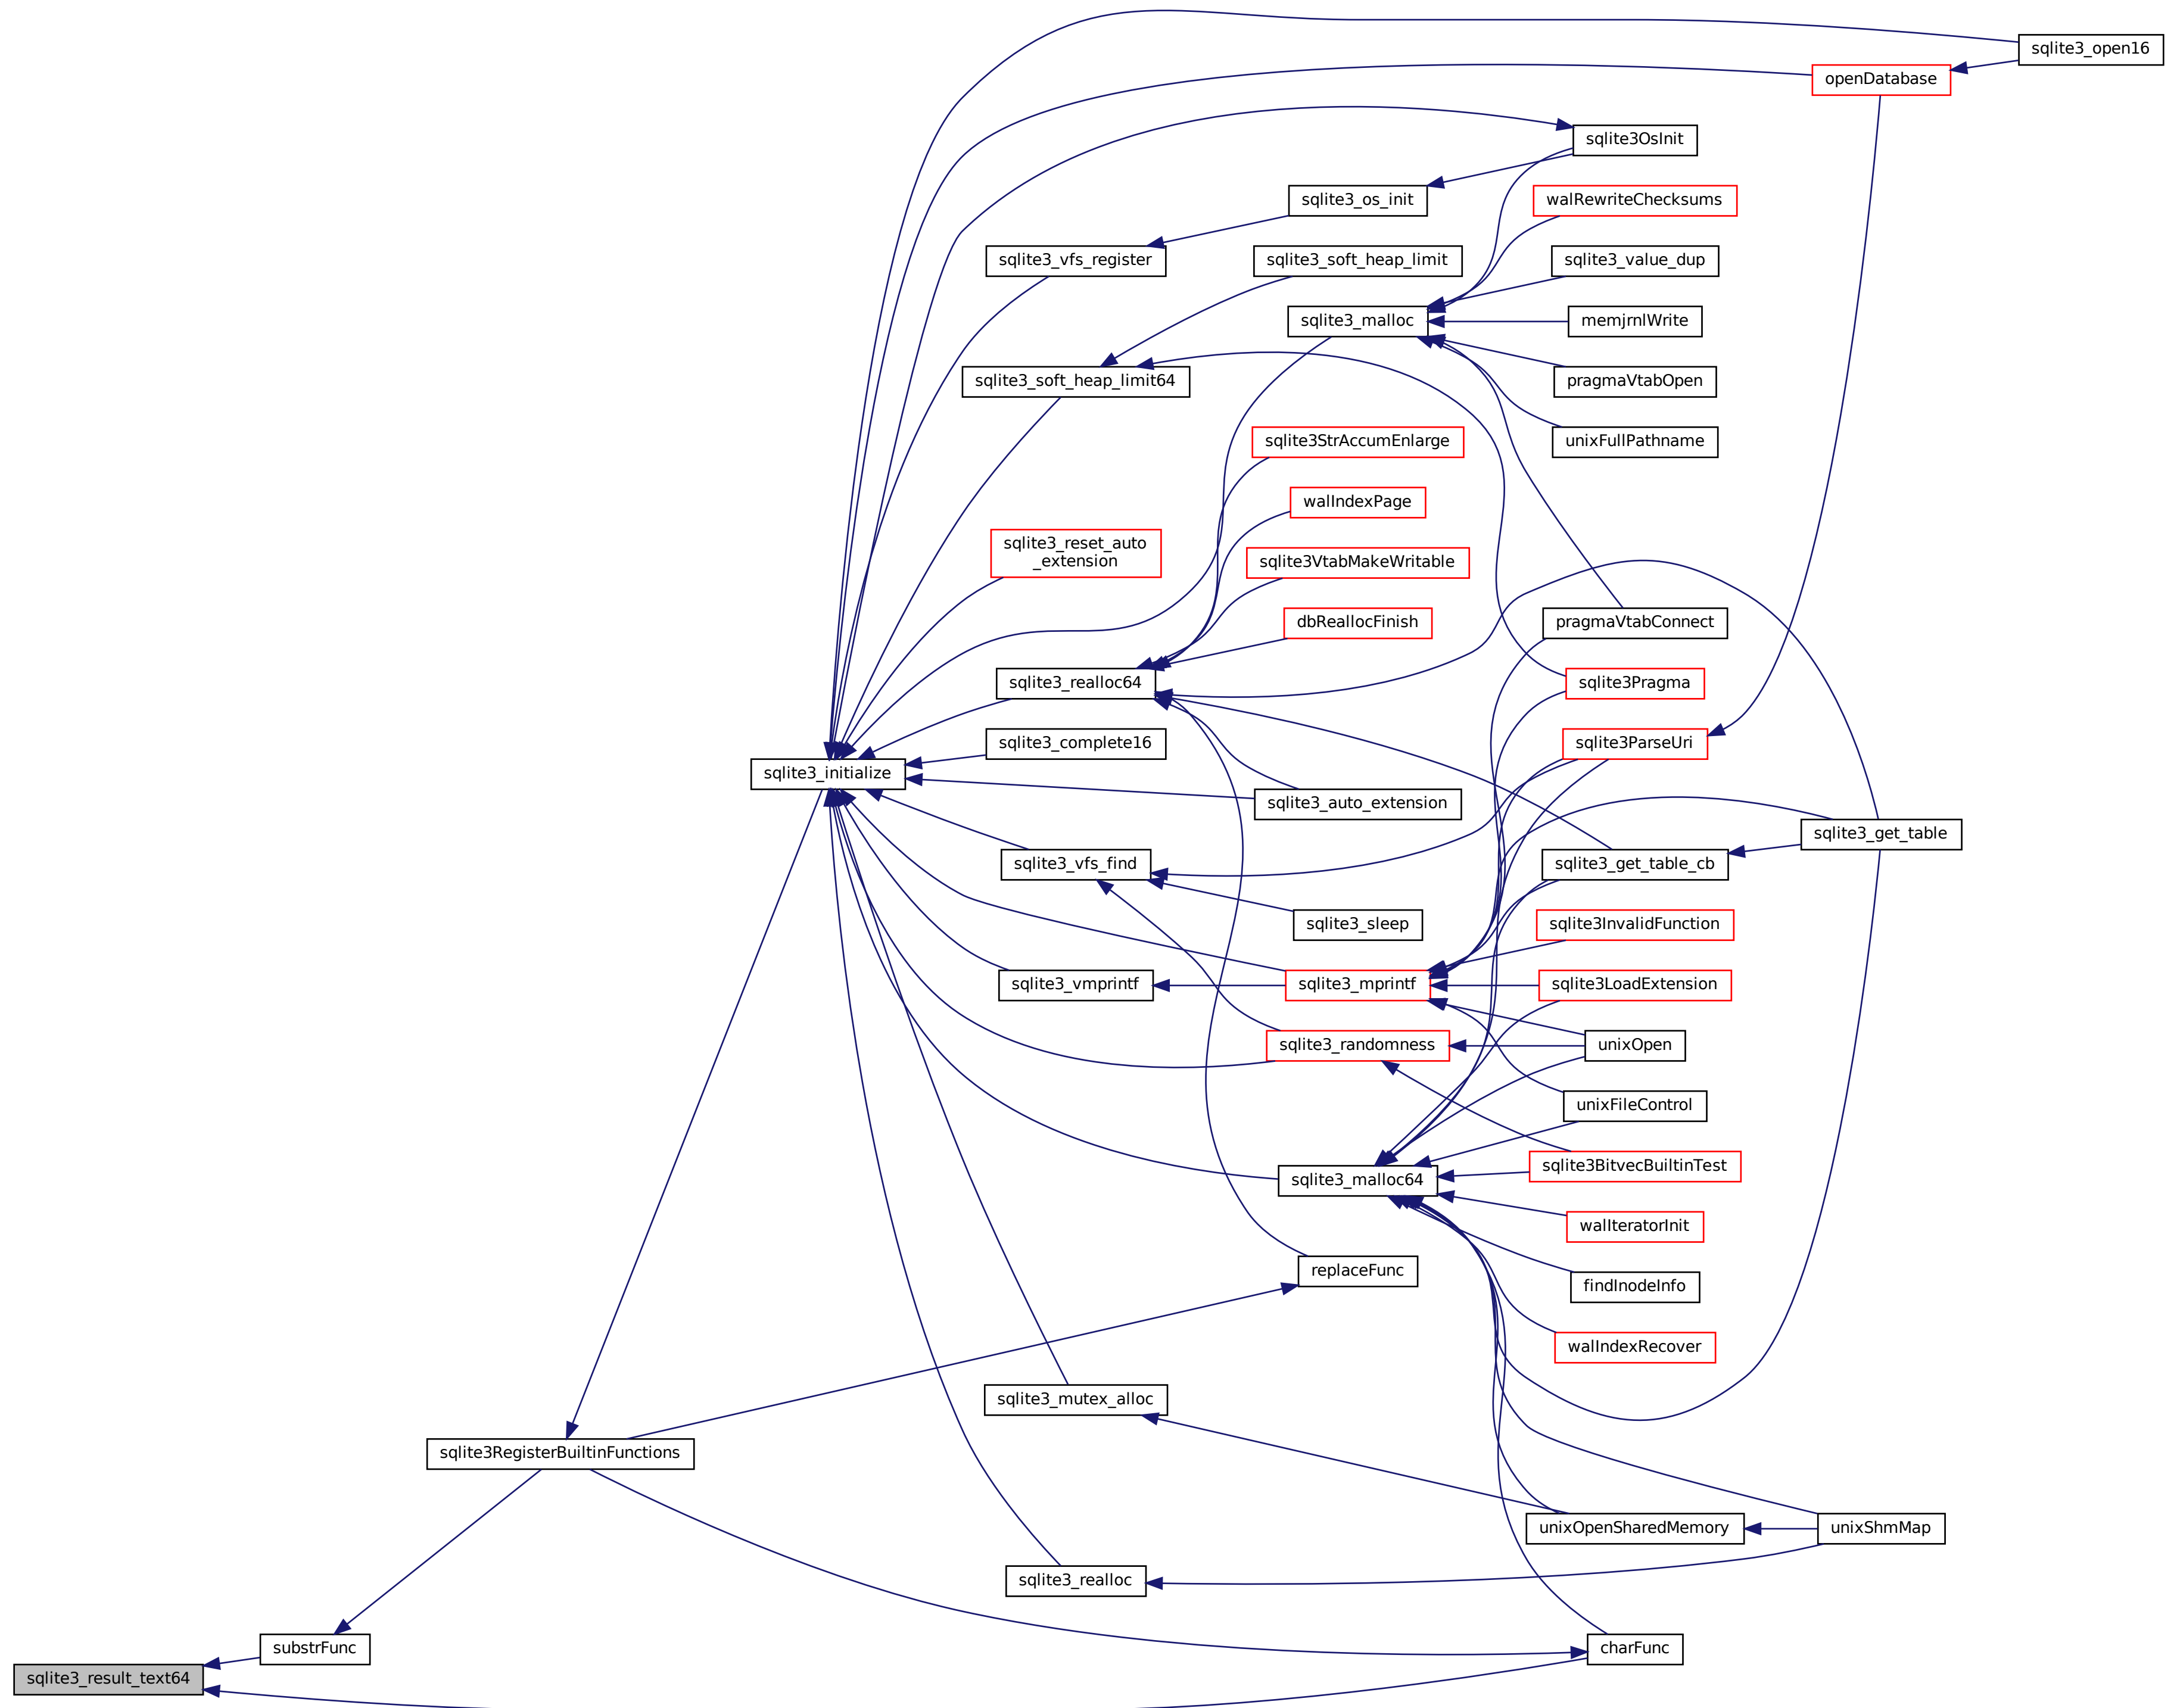 sqlite3_open16
openDatabase
sqlite3OsInit
sqlite3_os_init
walRewriteChecksums
sqlite3_vfs_register
sqlite3_soft_heap_limit
sqlite3_value_dup
sqlite3_malloc
memjrnlWrite
sqlite3_soft_heap_limit64
pragmaVtabOpen
sqlite3StrAccumEnlarge
unixFullPathname
walIndexPage
sqlite3_reset_auto
_extension
sqlite3VtabMakeWritable
dbReallocFinish
pragmaVtabConnect
sqlite3_realloc64
sqlite3Pragma
sqlite3_complete16
sqlite3ParseUri
sqlite3_initialize
sqlite3_auto_extension
sqlite3_get_table
sqlite3_vfs_find
sqlite3_get_table_cb
sqlite3_sleep
sqlite3InvalidFunction
sqlite3_vmprintf
sqlite3_mprintf
sqlite3LoadExtension
sqlite3_randomness
unixOpen
unixFileControl
sqlite3_malloc64
sqlite3BitvecBuiltinTest
walIteratorInit
replaceFunc
findInodeInfo
walIndexRecover
sqlite3_mutex_alloc
sqlite3RegisterBuiltinFunctions
unixOpenSharedMemory
unixShmMap
sqlite3_realloc
substrFunc
charFunc
sqlite3_result_text64